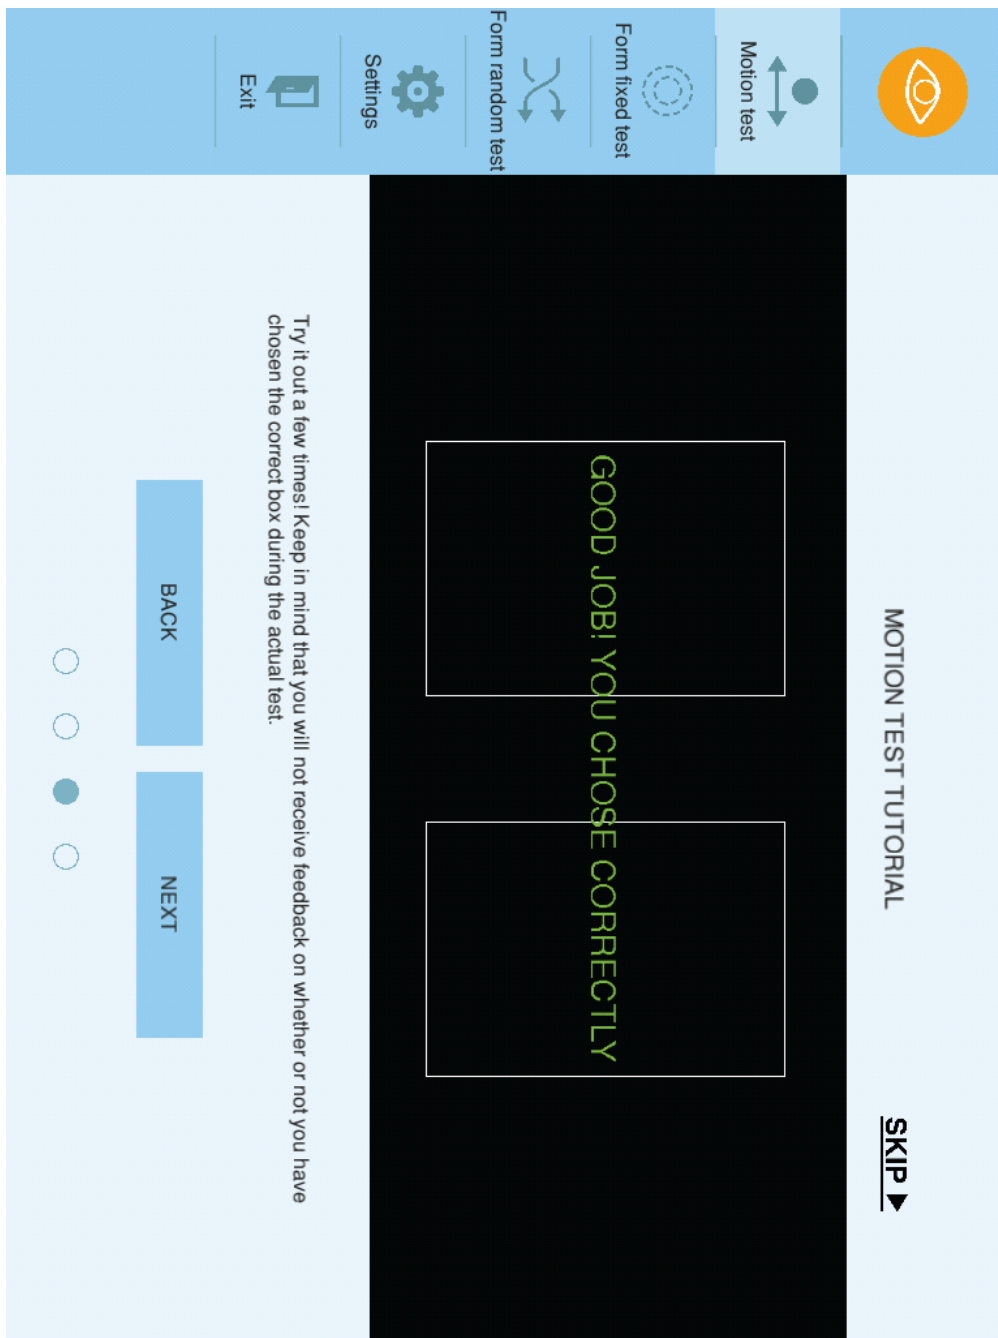 MOTION TEST TUTORIAL
SKIP
Motion test
Form fixed test
Form random test
Settings
Exit
GOOD JOB! YOU CHOSE CORRECTLY
Try it out a few times! Keep in mind that you will not receive feedback on whether or not you have
chosen the correct box during the actual test.
BACK
NEXT